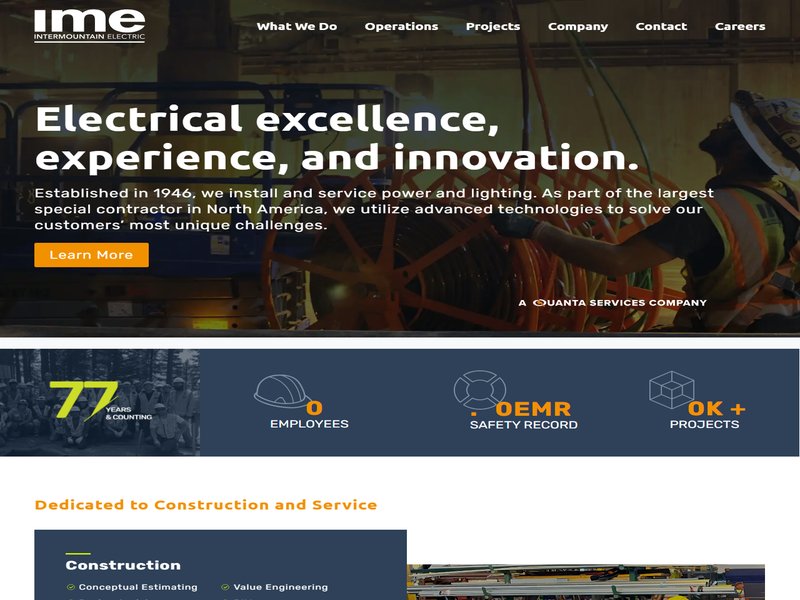 ime
INTERMOUNTAIN ELECTRIC
What We Do Operations Projects Company Contact Careers
Electrical excellence,
experience, and innovation.
Established in 1946, we install and service power and lighting. As part of the largest
special contractor in North America, we utilize advanced technologies to solve our
customers’ most unique challenges.
Learn More
A QUANTA SERVICES COMPANY
77 YEARS
& COUNTING
0
EMPLOYEES
. 0EMR
SAFETY RECORD
0K +
PROJECTS
Dedicated to Construction and Service
Construction
Conceptual Estimating Value Engineering